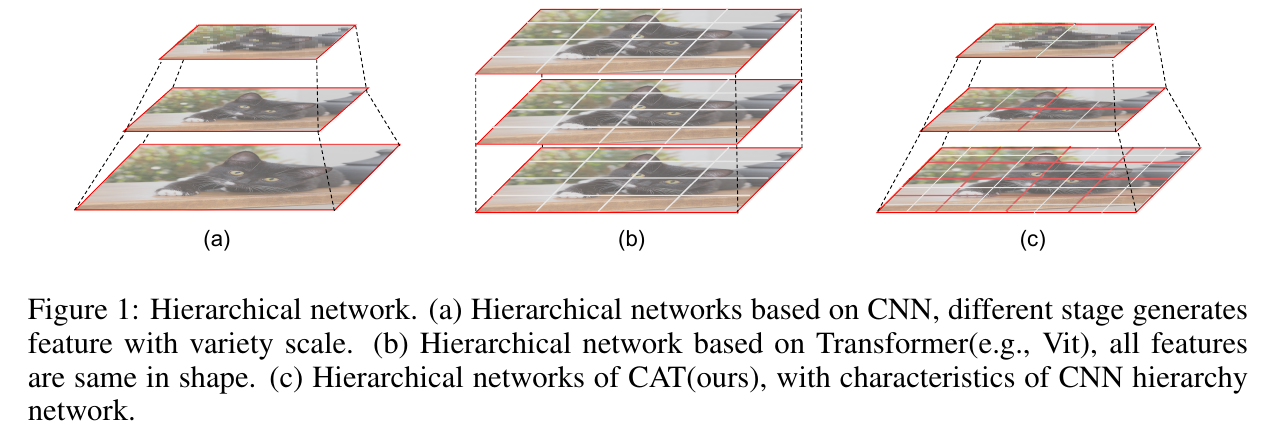 (a)
(b)
(c)
Figure 1: Hierarchical network. (a) Hierarchical networks based on CNN, different stage generates
feature with variety scale. (b) Hierarchical network based on Transformer(e.g., Vit), all features
are same in shape. (c) Hierarchical networks of CAT(ours), with characteristics of CNN hierarchy
network.